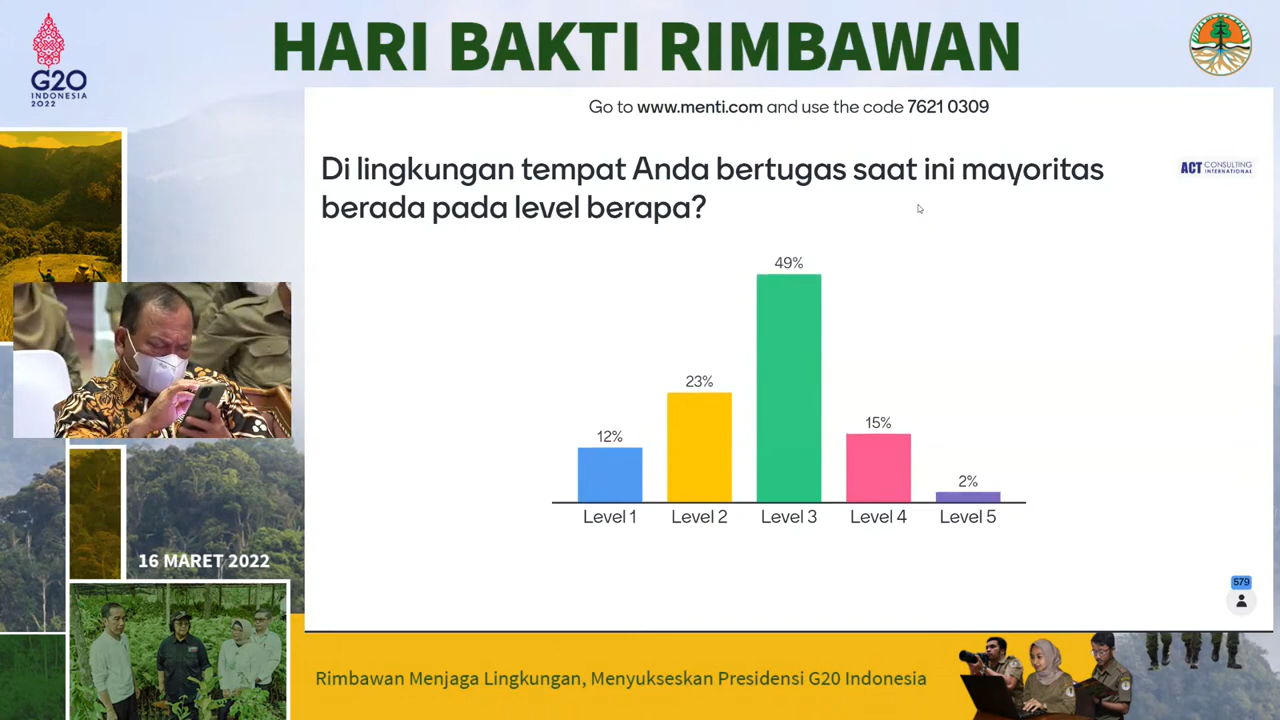 HARI BAKTI RIMBAWAN
G20
INDONESIA
2022
Go to www.menti.com and use the code 7621 0309
Di lingkungan tempat Anda bertugas saat ini mayoritas
berada pada level berapa?
ACT CONSULTING
INTERNATIONAL
49%
23%
15%
12%
2%
Level 1
Level 2
Level 3
Level 4
Level 5
16 MARET 2022
579
Rimbawan Menjaga Lingkungan, Menyukseskan Presidensi G20 Indonesia